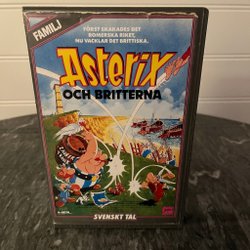 FAMILJ
FÖRST SKAKADES DET
ROMERSKA RIKET,
NU VACKLAR DET BRITTISKA.
Asterix
OCH BRITTERNA
SVENSKT TAL